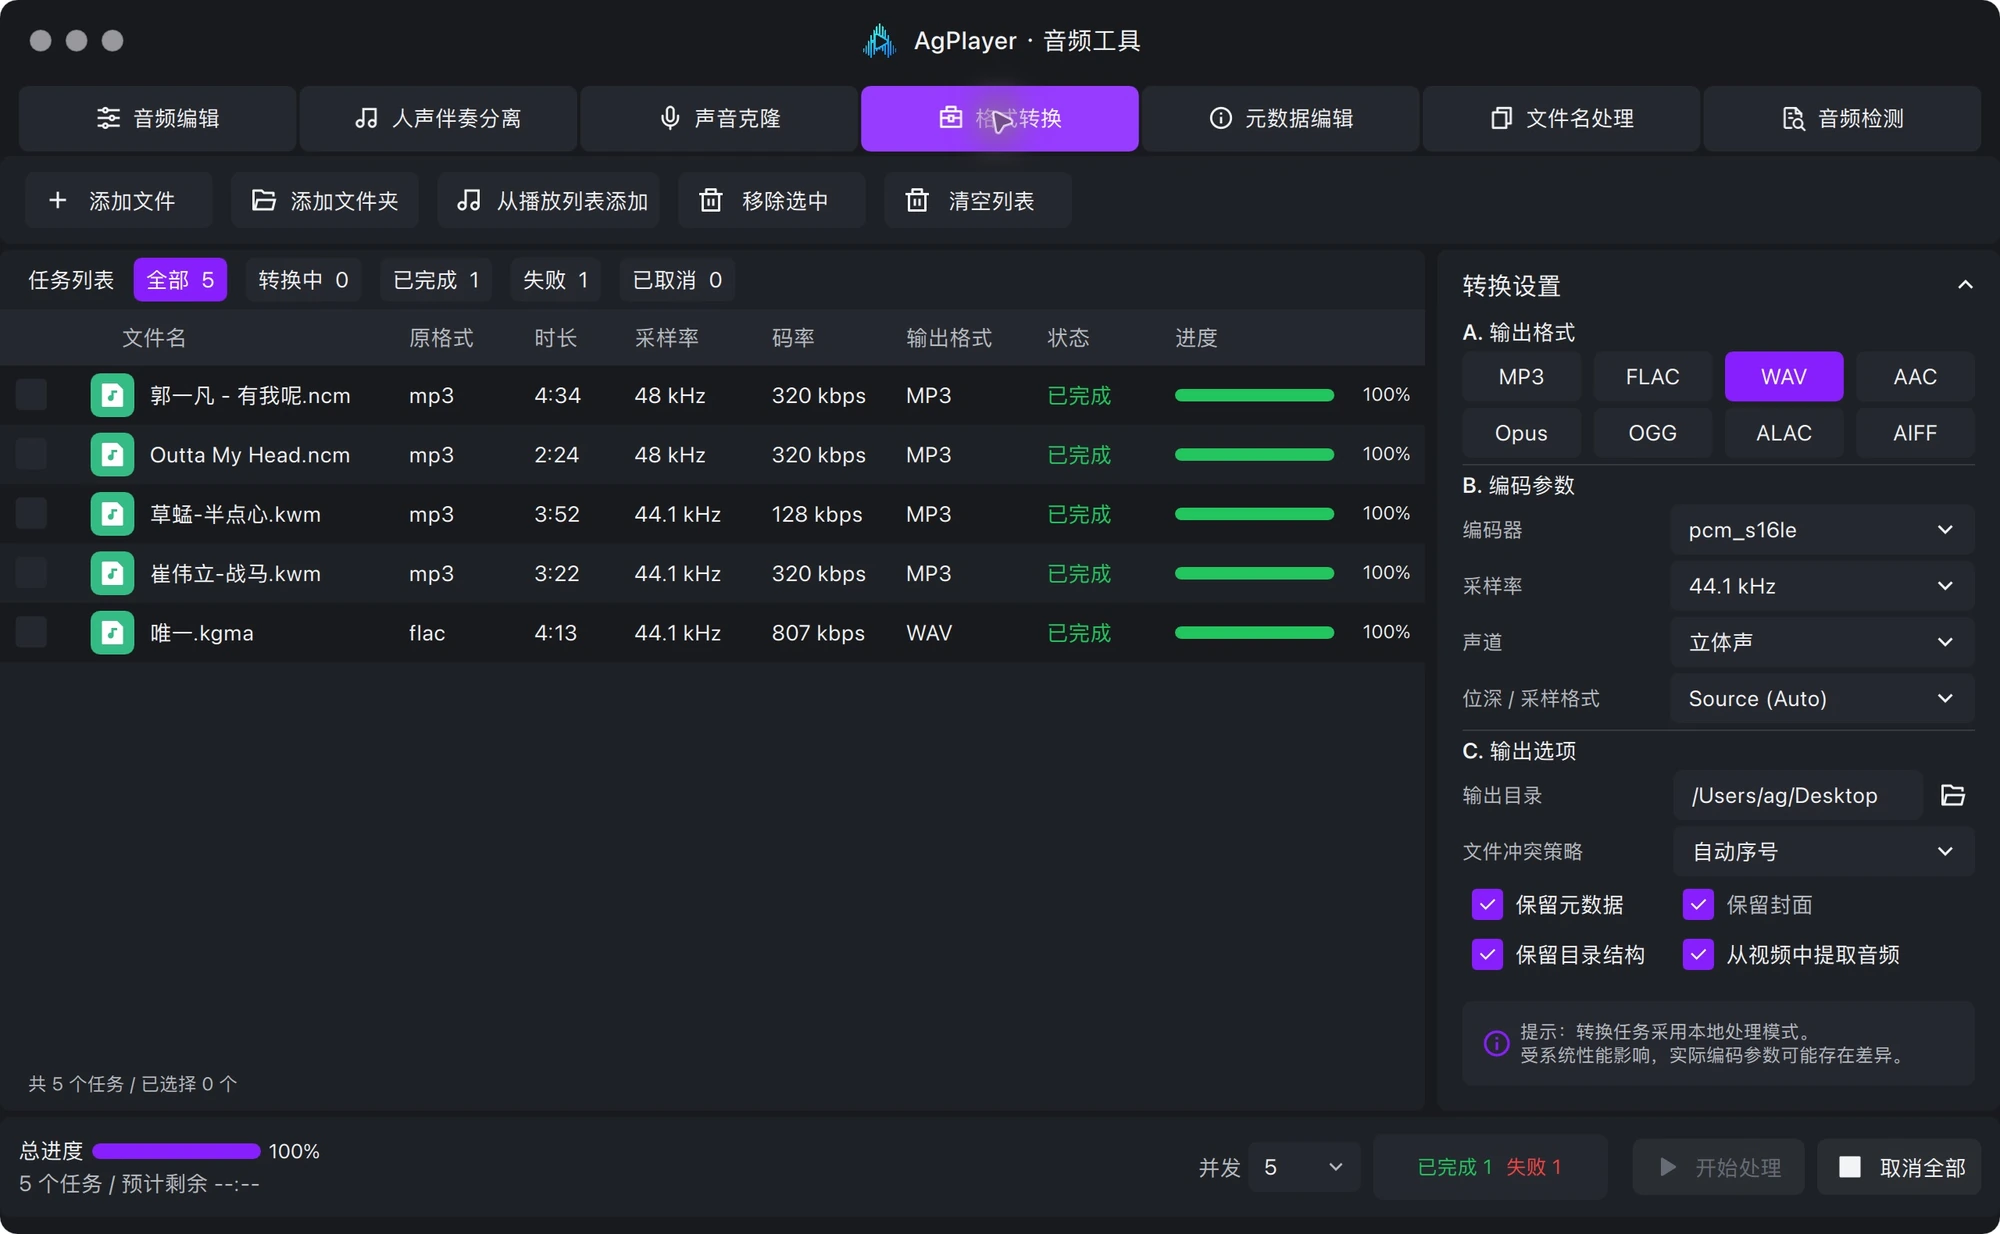 AgPlayer · 音频工具
音频编辑
人声伴奏分离
声音克隆
格式转换
元数据编辑
文件名处理
音频检测
添加文件
添加文件夹
从播放列表添加
移除选中
清空列表
任务列表
全部 5
转换中 0
已完成 1
失败 1
已取消 0
文件名 原格式 时长 采样率 码率 输出格式 状态 进度
郭一凡 - 有我呢.ncm mp3 4:34 48 kHz 320 kbps MP3 已完成 100%
Outta My Head.ncm mp3 2:24 48 kHz 320 kbps MP3 已完成 100%
草蜢-半点心.kwm mp3 3:52 44.1 kHz 128 kbps MP3 已完成 100%
崔伟立-战马.kwm mp3 3:22 44.1 kHz 320 kbps MP3 已完成 100%
唯一.kgma flac 4:13 44.1 kHz 807 kbps WAV 已完成 100%
共 5 个任务 / 已选择 0 个
转换设置
A. 输出格式
MP3 FLAC WAV AAC
Opus OGG ALAC AIFF
B. 编码参数
编码器 pcm_s16le
采样率 44.1 kHz
声道 立体声
位深 / 采样格式 Source (Auto)
C. 输出选项
输出目录 /Users/ag/Desktop
文件冲突策略 自动序号
保留元数据 保留封面
保留目录结构 从视频中提取音频
提示：转换任务采用本地处理模式。
受系统性能影响，实际编码参数可能存在差异。
总进度 100%
5 个任务 / 预计剩余 --:--
并发 5
已完成 1 失败 1
开始处理
取消全部